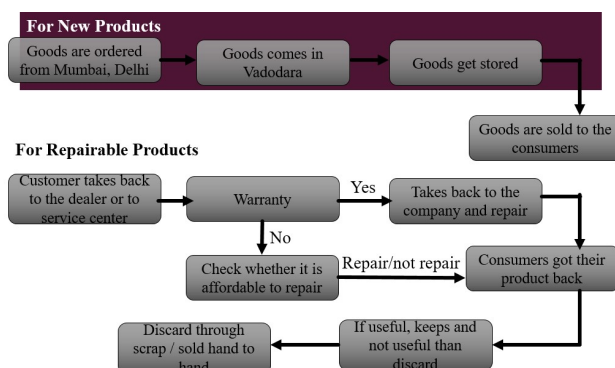 For New Products
Goods are ordered
from Mumbai, Delhi
Goods comes in
Vadodara
Goods get stored
Goods are sold to the
consumers
For Repairable Products
Customer takes back
to the dealer or to
service center
Warranty
Yes
Takes back to the
company and repair
No
Check whether it is
affordable to repair
Repair/not repair
Consumers got their
product back
If useful, keeps and
not useful than
discard
Discard through
scrap / sold hand to
hand